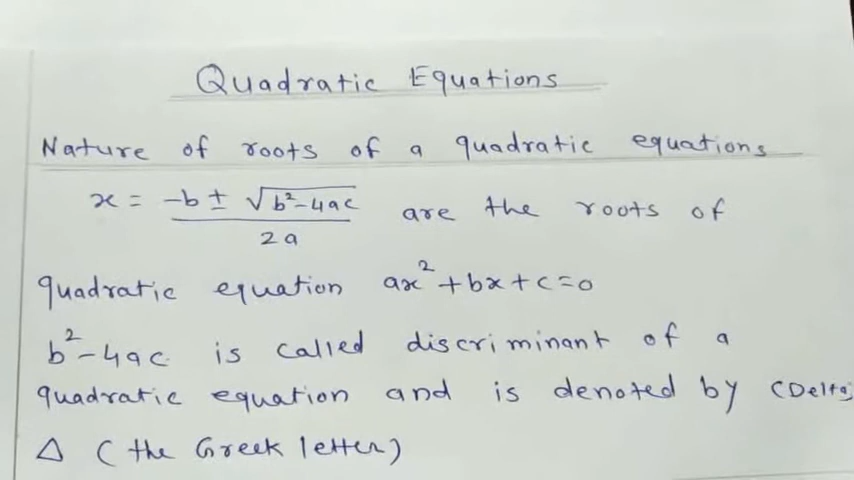 Quadratic Equations
Nature of roots of a quadratic equations
x = -b ± √b²-4ac / 2a are the roots of
quadratic equation ax²+bx+c=0
b²-4ac is called discriminant of a
quadratic equation and is denoted by (Delta)
Δ (the Greek letter)